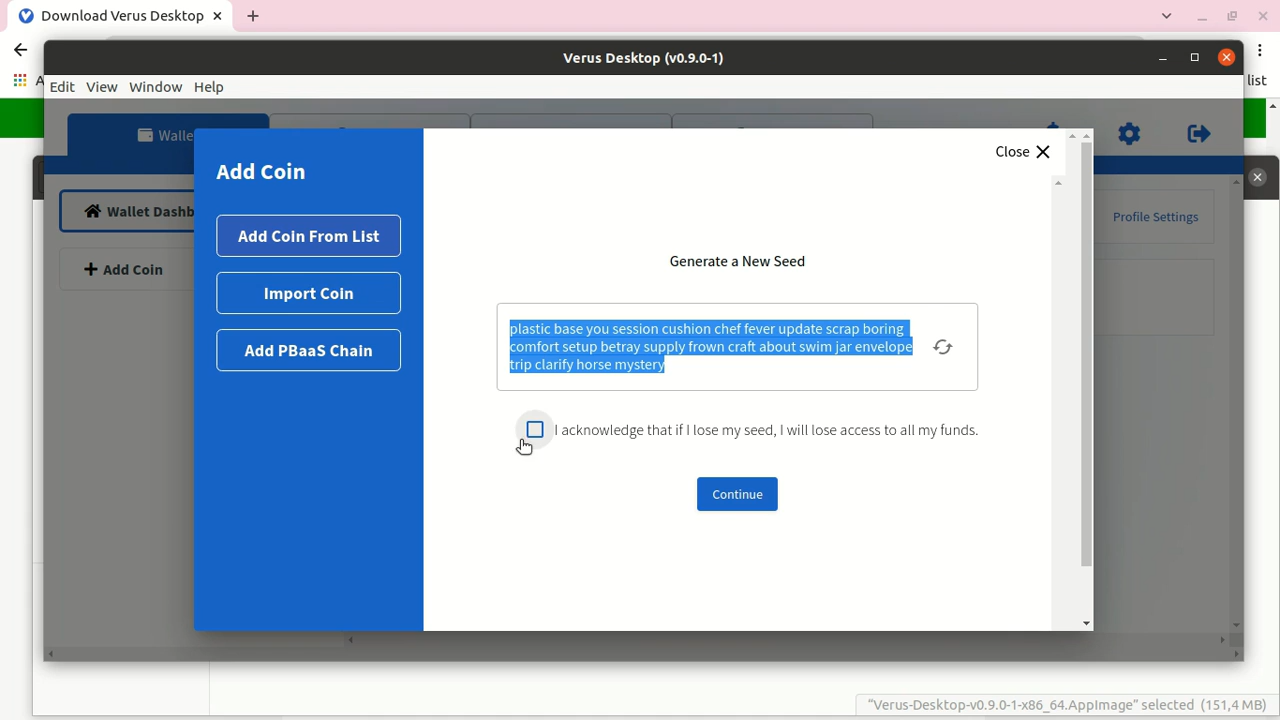 Download Verus Desktop
Verus Desktop (v0.9.0-1)
Edit View Window Help
list
Add Coin
Close
Wallet Dashb
Profile Settings
Add Coin From List
Add Coin
Generate a New Seed
Import Coin
plastic base you session cushion chef fever update scrap boring
comfort setup betray supply frown craft about swim jar envelope
trip clarify horse mystery
Add PBaaS Chain
I acknowledge that if I lose my seed, I will lose access to all my funds.
Continue
"Verus-Desktop-v0.9.0-1-x86_64.AppImage" selected (151,4 MB)